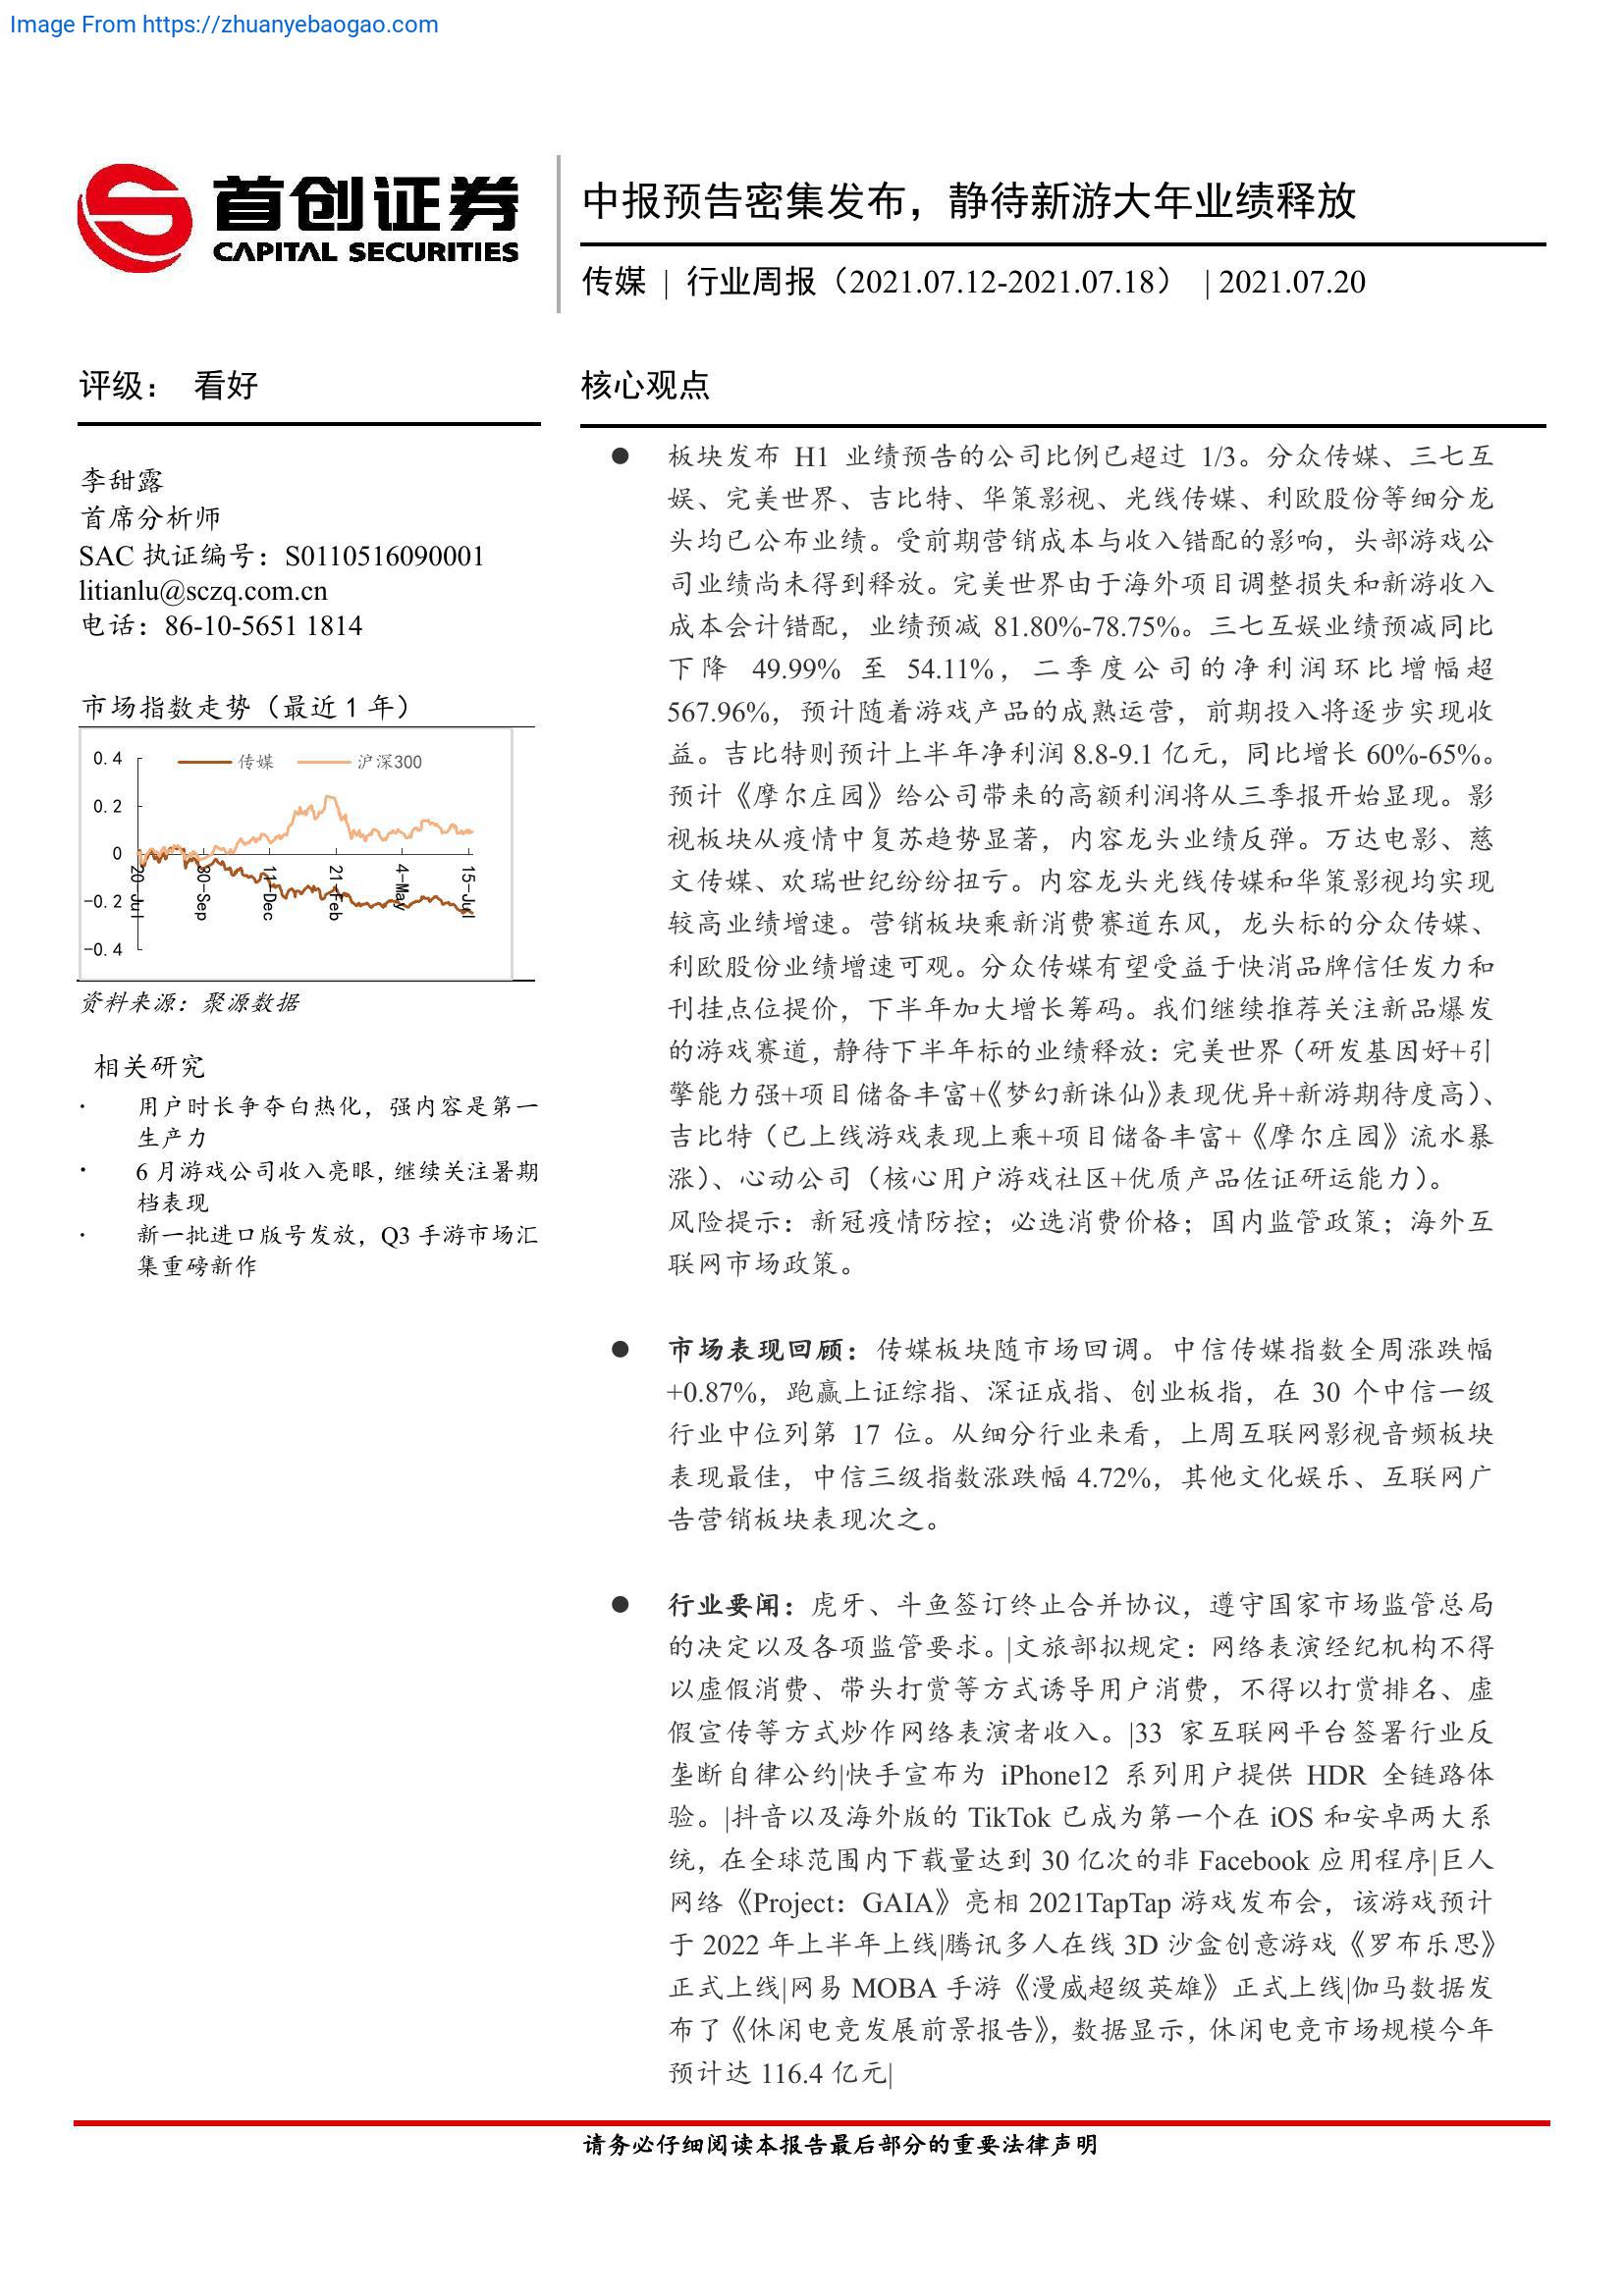 Image From https://zhuanyebaogao.com
首创证券
CAPITAL SECURITIES
中报预告密集发布，静待新游大年业绩释放
传媒 | 行业周报（2021.07.12-2021.07.18） | 2021.07.20
评级： 看好
李甜露
首席分析师
SAC 执证编号：S0110516090001
litianlu@sczq.com.cn
电话：86-10-5651 1814
市场指数走势（最近 1 年）
传媒 沪深300
0.4
0.2
0
-0.2
-0.4
20-Jul
30-Sep
11-Dec
21-Feb
4-May
15-Jul
资料来源：聚源数据
相关研究
· 用户时长争夺白热化，强内容是第一
生产力
· 6 月游戏公司收入亮眼，继续关注暑期
档表现
· 新一批进口版号发放，Q3 手游市场汇
集重磅新作
核心观点
● 板块发布 H1 业绩预告的公司比例已超过 1/3。分众传媒、三七互
娱、完美世界、吉比特、华策影视、光线传媒、利欧股份等细分龙
头均已公布业绩。受前期营销成本与收入错配的影响，头部游戏公
司业绩尚未得到释放。完美世界由于海外项目调整损失和新游收入
成本会计错配，业绩预减 81.80%-78.75%。三七互娱业绩预减同比
下降 49.99% 至 54.11%，二季度公司的净利润环比增幅超
567.96%，预计随着游戏产品的成熟运营，前期投入将逐步实现收
益。吉比特则预计上半年净利润 8.8-9.1 亿元，同比增长 60%-65%。
预计《摩尔庄园》给公司带来的高额利润将从三季报开始显现。影
视板块从疫情中复苏趋势显著，内容龙头业绩反弹。万达电影、慈
文传媒、欢瑞世纪纷纷扭亏。内容龙头光线传媒和华策影视均实现
较高业绩增速。营销板块乘新消费赛道东风，龙头标的分众传媒、
利欧股份业绩增速可观。分众传媒有望受益于快消品牌信任发力和
刊挂点位提价，下半年加大增长筹码。我们继续推荐关注新品爆发
的游戏赛道，静待下半年标的业绩释放：完美世界（研发基因好+引
擎能力强+项目储备丰富+《梦幻新诛仙》表现优异+新游期待度高）、
吉比特（已上线游戏表现上乘+项目储备丰富+《摩尔庄园》流水暴
涨）、心动公司（核心用户游戏社区+优质产品佐证研运能力）。
风险提示：新冠疫情防控；必选消费价格；国内监管政策；海外互
联网市场政策。
● 市场表现回顾：传媒板块随市场回调。中信传媒指数全周涨跌幅
+0.87%，跑赢上证综指、深证成指、创业板指，在 30 个中信一级
行业中位列第 17 位。从细分行业来看，上周互联网影视音频板块
表现最佳，中信三级指数涨跌幅 4.72%，其他文化娱乐、互联网广
告营销板块表现次之。
● 行业要闻：虎牙、斗鱼签订终止合并协议，遵守国家市场监管总局
的决定以及各项监管要求。|文旅部拟规定：网络表演经纪机构不得
以虚假消费、带头打赏等方式诱导用户消费，不得以打赏排名、虚
假宣传等方式炒作网络表演者收入。|33 家互联网平台签署行业反
垄断自律公约|快手宣布为 iPhone12 系列用户提供 HDR 全链路体
验。|抖音以及海外版的 TikTok 已成为第一个在 iOS 和安卓两大系
统，在全球范围内下载量达到 30 亿次的非 Facebook 应用程序|巨人
网络《Project：GAIA》亮相 2021TapTap 游戏发布会，该游戏预计
于 2022 年上半年上线|腾讯多人在线 3D 沙盒创意游戏《罗布乐思》
正式上线|网易 MOBA 手游《漫威超级英雄》正式上线|伽马数据发
布了《休闲电竞发展前景报告》，数据显示，休闲电竞市场规模今年
预计达 116.4 亿元|
请务必仔细阅读本报告最后部分的重要法律声明